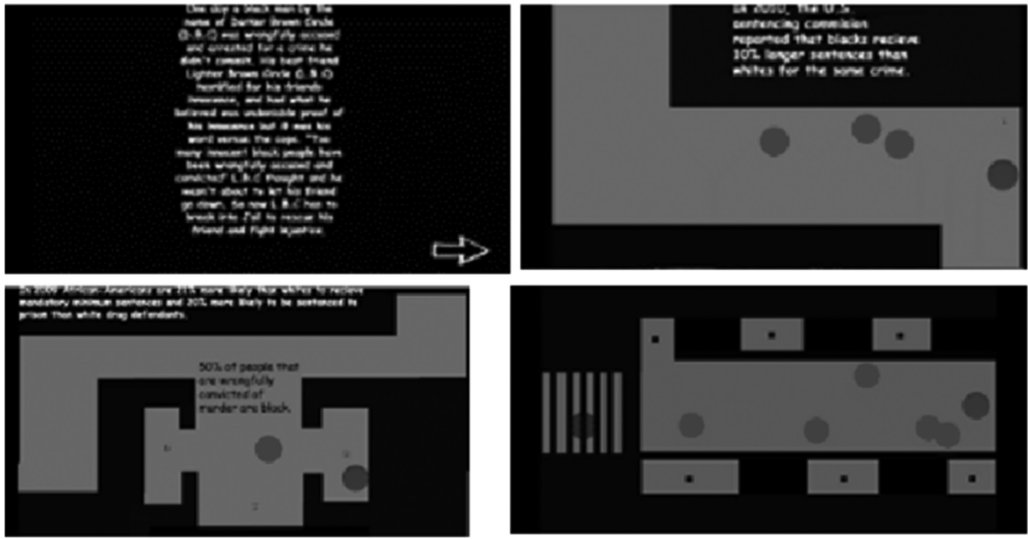 One day a black man by the
name of Darker Brown Circle
(D.B.C) was wrongfully accused
and arrested for a crime he
didn't commit. His best friend
Lighter Brown Circle (L.B.C)
horrified for his friends
innocence, and had what he
believed was undeniable proof of
his innocence but it was his
word versus the cops. "Too
many innocent black people have
been wrongfully accused and
convicted" L.B.C thought and he
wasn't about to let his friend
go down. So now L.B.C has to
break into Jail to rescue his
friend and fight injustice.
in 2010, the U.S.
sentencing commision
reported that blacks recieve
10% longer sentences than
whites for the same crime.
In 2009 African-Americans are 21% more likely than whites to recieve
mandatory minimum sentences and 20% more likely to be sentenced to
prison than white drug defendants.
50% of people that
are wrongfully
convicted of
murder are black.